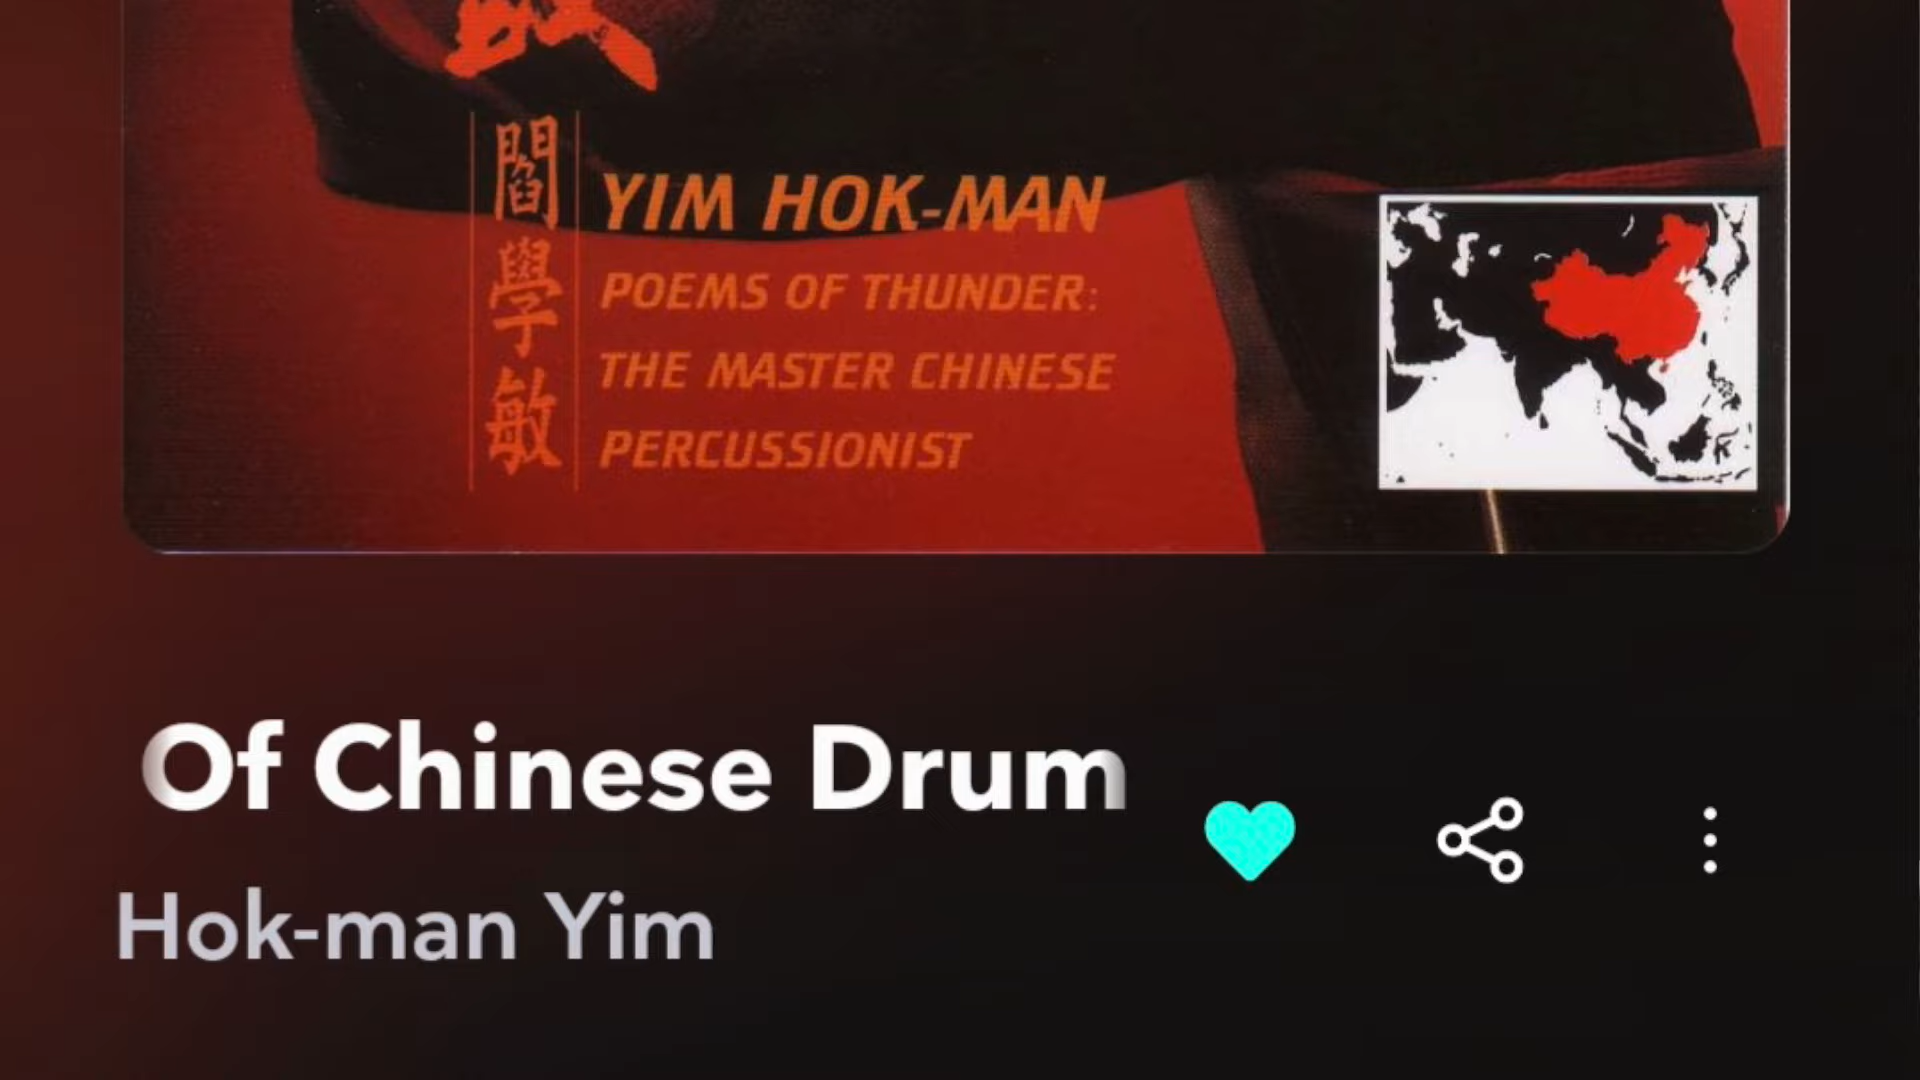 閻學敏
YIM HOK-MAN
POEMS OF THUNDER:
THE MASTER CHINESE
PERCUSSIONIST
Of Chinese Drum
Hok-man Yim